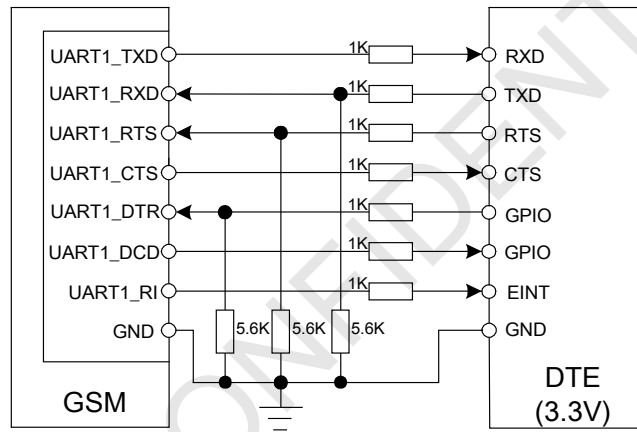 UART1_TXD 1K RXD
UART1_RXD 1K TXD
UART1_RTS 1K RTS
UART1_CTS 1K CTS
UART1_DTR 1K GPIO
UART1_DCD 1K GPIO
UART1_RI 1K EINT
GND 5.6K 5.6K 5.6K GND
GSM
DTE
(3.3V)
CONFIDENT